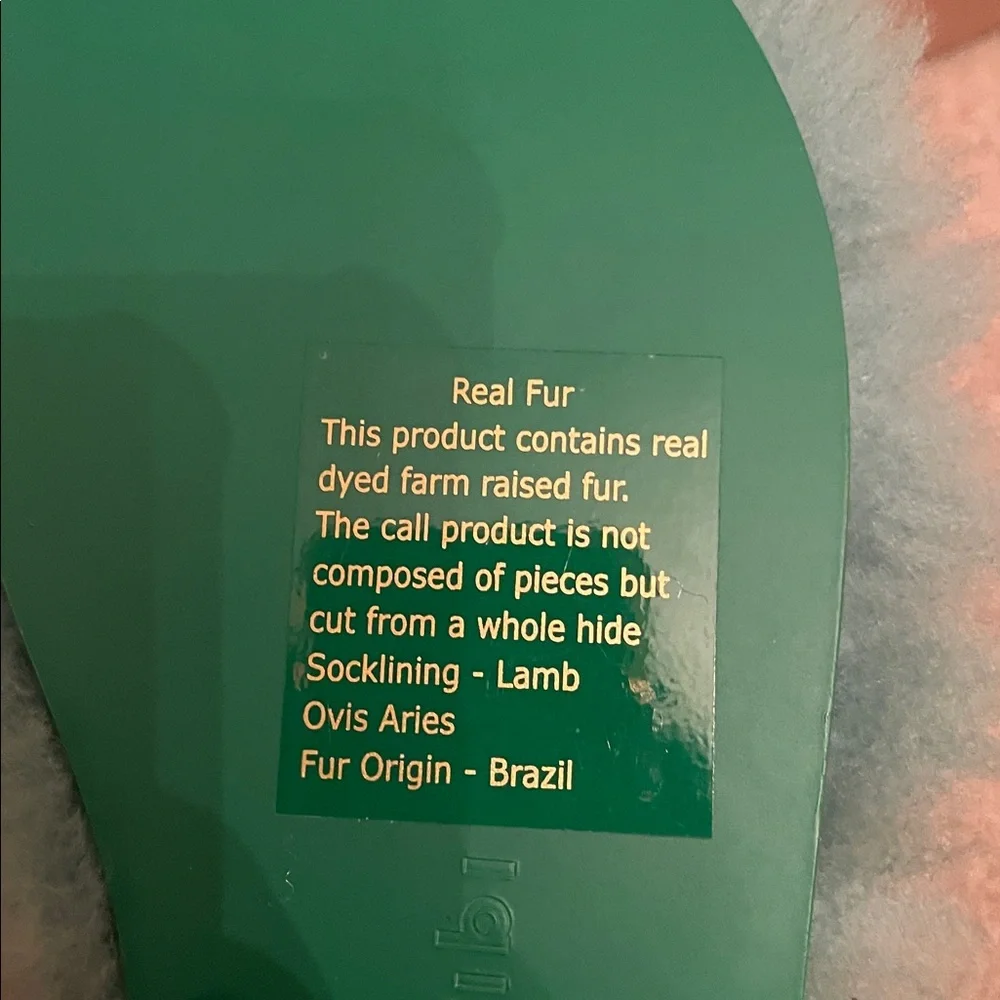 Real Fur
This product contains real
dyed farm raised fur.
The call product is not
composed of pieces but
cut from a whole hide
Socklining - Lamb
Ovis Aries
Fur Origin - Brazil